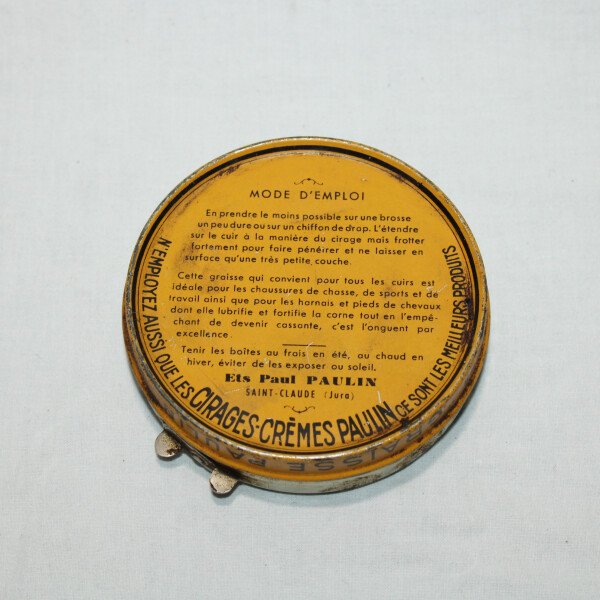 MODE D'EMPLOI
En prendre le moins possible sur une brosse
un peu dure ou sur un chiffon de drap. L'étendre
sur le cuir à la manière du cirage mais frotter
fortement pour faire pénétrer et ne laisser en
surface qu'une très petite couche.
Cette graisse qui convient pour tous les cuirs est
idéale pour les chaussures de chasse, de sports et de
travail ainsi que pour les harnais et pieds de chevaux
dont elle lubrifie et fortifie la corne tout en l'empê-
chant de devenir cassante, c'est l'onguent par
excellence
Tenir les boîtes au frais en été, au chaud en
hiver, éviter de les exposer au soleil.
Ets Paul PAULIN
SAINT-CLAUDE (Jura)
N'EMPLOYEZ AUSSI QUE LES CIRAGES-CRÈMES PAULIN CE SONT LES MEILLEURS PRODUITS
GRAISSE PAULIN